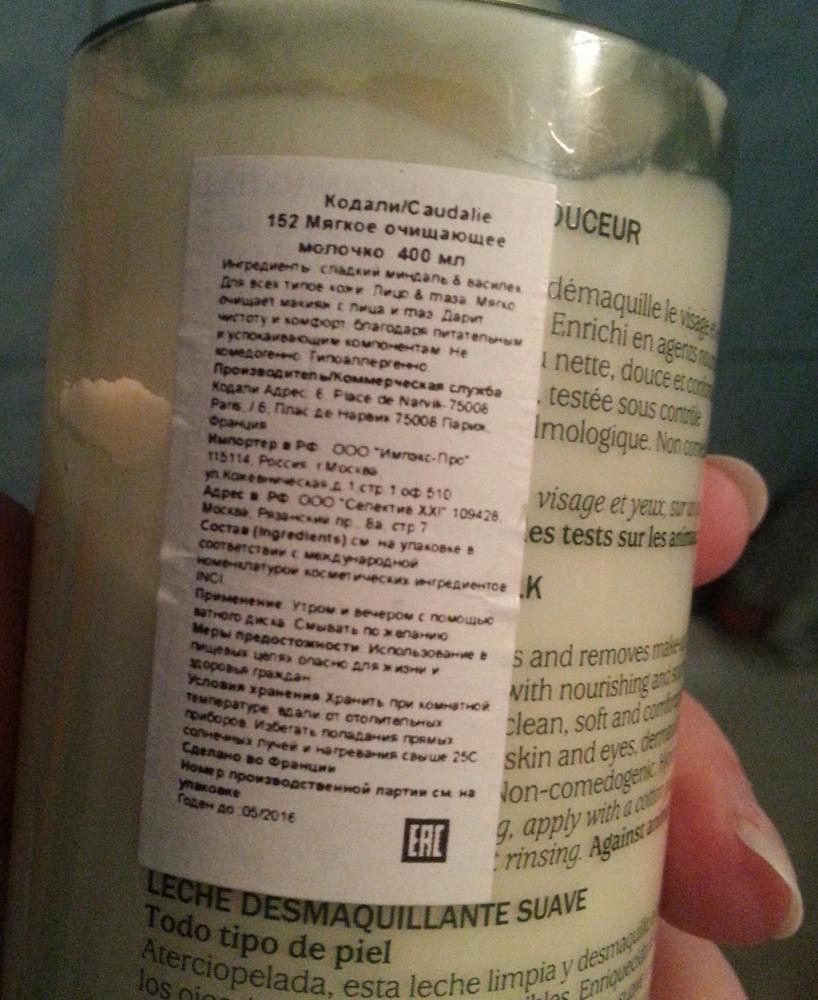 Кодали/Caudalie
152 Мягкое очищающее
молочко 400 мл
Ингредиенты: сладкий миндаль & василек
Для всех типов кожи. Лицо & глаза. Мягко
очищает макияж с лица и глаз. Дарит
чистоту и комфорт благодаря питательным
и успокаивающим компонентам. Не
комедогенно. Гипоаллергенно.
Производитель/Коммерческая служба
Кодали Адрес: 6, Place de Narvik-75008
Paris, / 6, Плас де Нарвик 75008 Париж,
Франция
Импортер в РФ: ООО "Импэкс-Про"
115114, Россия, г.Москва,
ул.Кожевническая,д.1,стр.1 оф.510
Адрес в РФ: ООО "Селектив XXI" 109428,
Москва, Рязанский пр., 8а, стр.7
Состав (Ingredients) см. на упаковке в
соответствии с международной
номенклатурой косметических ингредиентов
INCI.
Применение: Утром и вечером с помощью
ватного диска. Смывать по желанию.
Меры предостожности: Использование в
пищевых целях опасно для жизни и
здоровья граждан
Условия хранения Хранить при комнатной
температуре, вдали от отопительных
приборов. Избегать попадания прямых
солнечных лучей и нагревания свыше 25С
Сделано во Франции
Номер производственной партии см. на
упаковке
Годен до :05/2016
EAC
OUCEUR
démaquille le visage
Enrichi en agents
nette, douce et
testée sous contrôle
lmologique. Non
visage et yeux, sur
es tests sur les
LK
s and removes make
with nourishing and
clean, soft and
skin and eyes,
Non-comedogenic.
g, apply with a
rinsing. Against
LECHE DESMAQUILLANTE SUAVE
Todo tipo de piel
Aterciopelada, esta leche limpia y
los